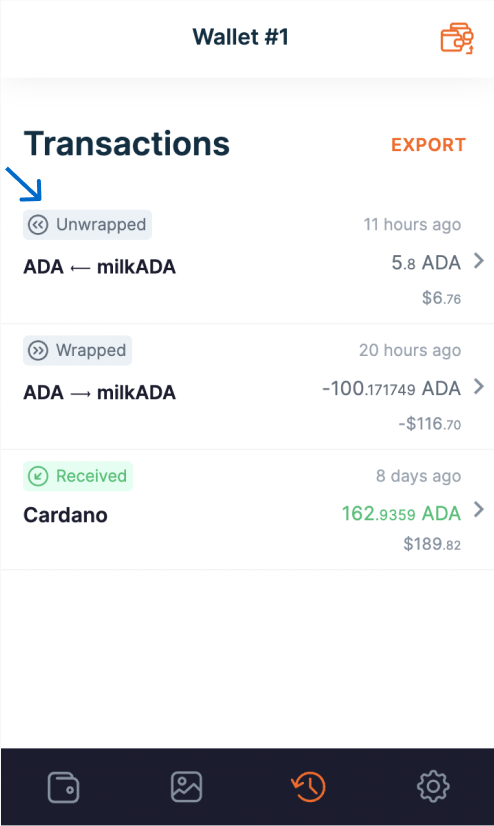 Wallet #1
Transactions
EXPORT
Unwrapped
11 hours ago
ADA ← milkADA
5.8 ADA
$6.76
Wrapped
20 hours ago
ADA → milkADA
-100.171749 ADA
-$116.70
Received
8 days ago
Cardano
162.9359 ADA
$189.82